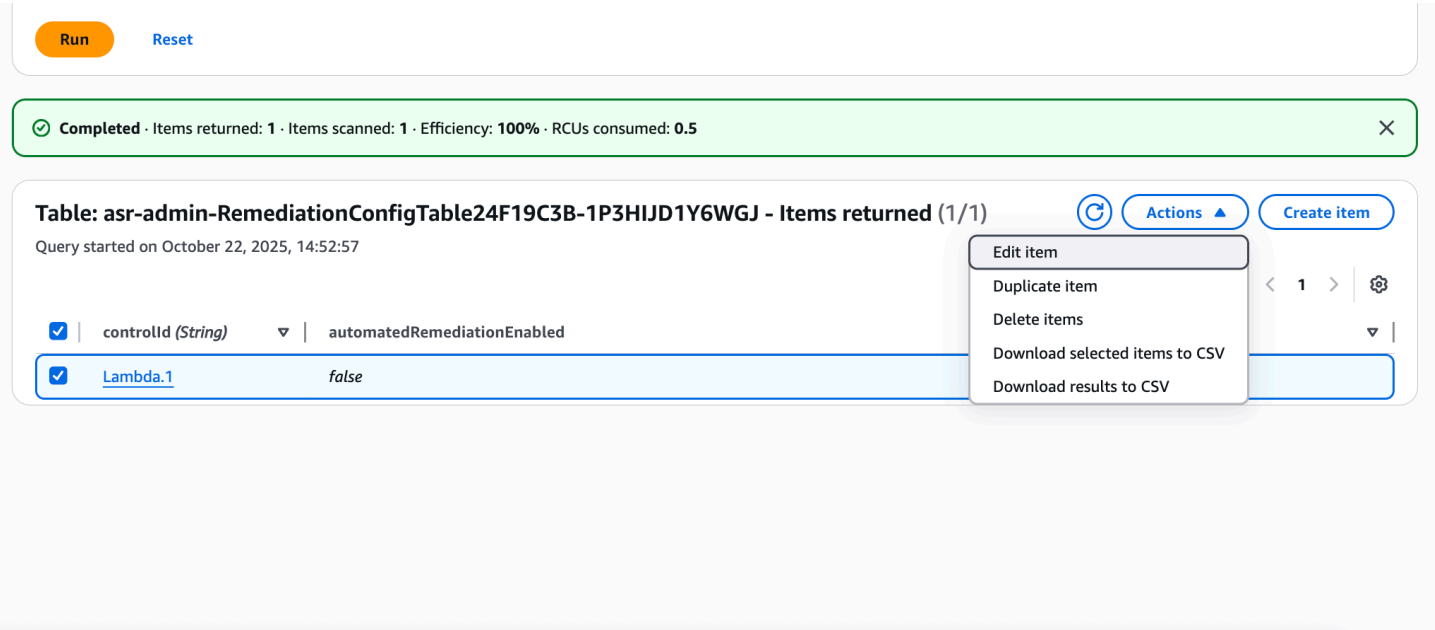 Run Reset
Completed · Items returned: 1 · Items scanned: 1 · Efficiency: 100% · RCUs consumed: 0.5
Table: asr-admin-RemediationConfigTable24F19C3B-1P3HIJD1Y6WGJ - Items returned (1/1)
Actions Create item
Query started on October 22, 2025, 14:52:57
Edit item
Duplicate item
Delete items
Download selected items to CSV
Download results to CSV
1
controlId (String) automatedRemediationEnabled
Lambda.1 false